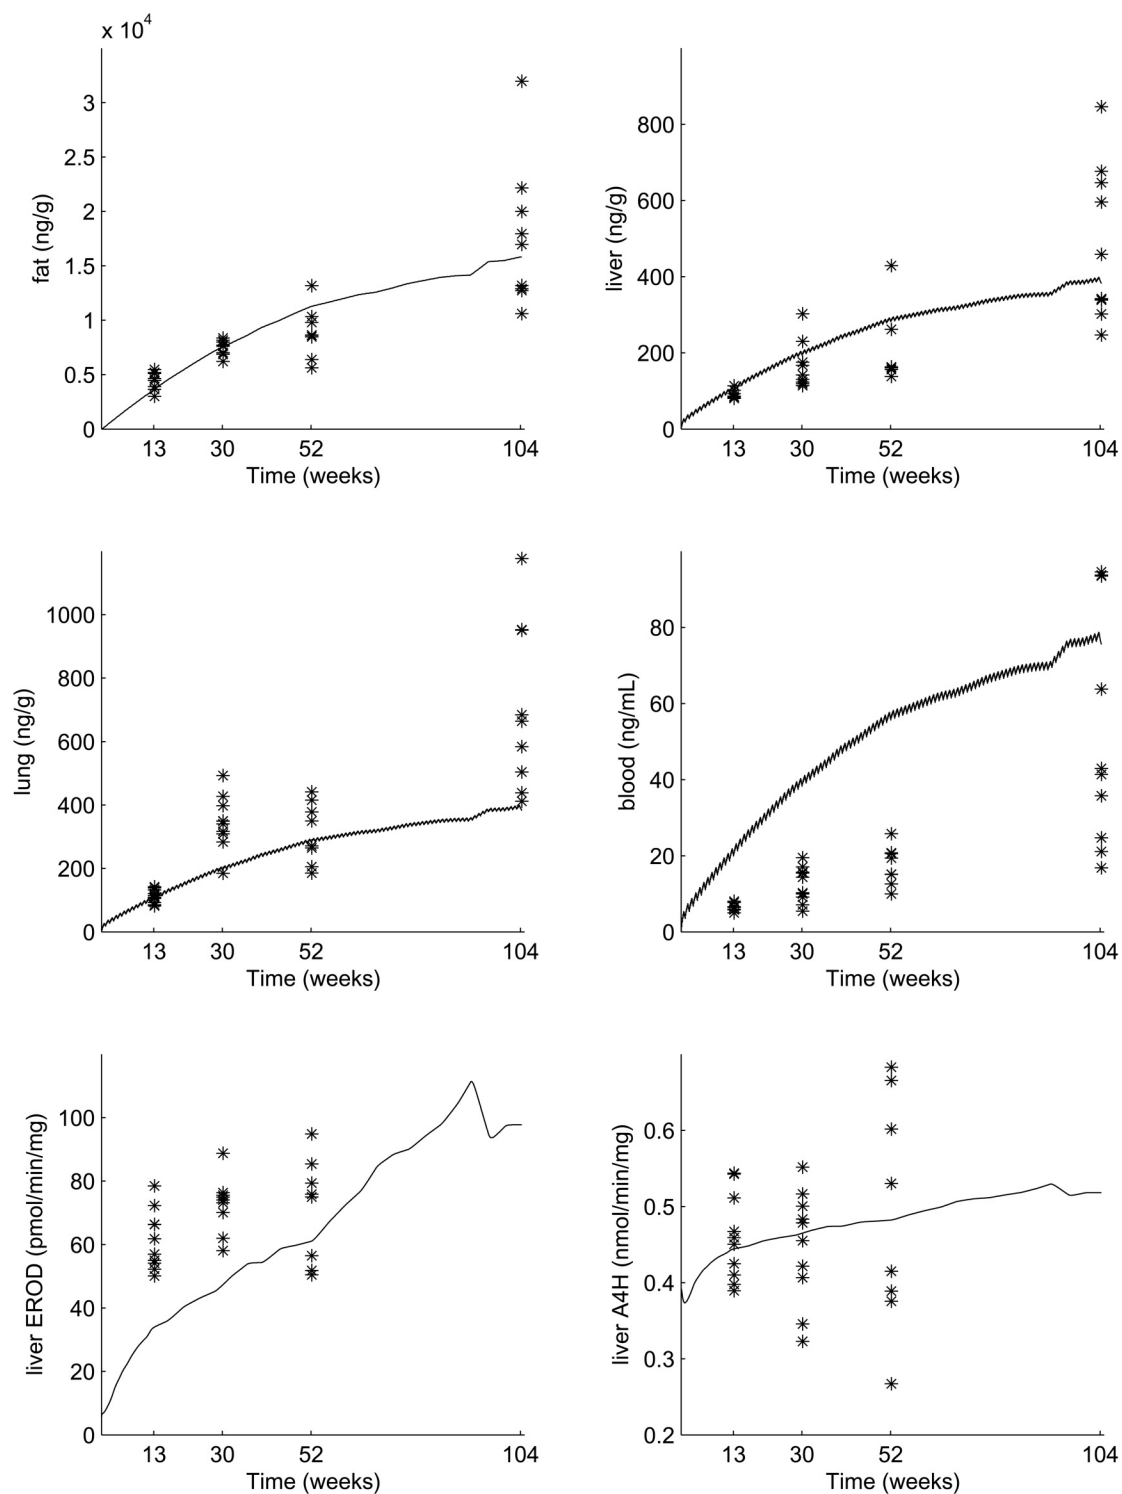 x 10^4
3
2.5
2
1.5
1
0.5
0
fat (ng/g)
13 30 52 104
Time (weeks)
800
600
400
200
0
liver (ng/g)
13 30 52 104
Time (weeks)
1000
800
600
400
200
0
lung (ng/g)
13 30 52 104
Time (weeks)
80
60
40
20
0
blood (ng/mL)
13 30 52 104
Time (weeks)
100
80
60
40
20
0
liver EROD (pmol/min/mg)
13 30 52 104
Time (weeks)
0.6
0.5
0.4
0.3
0.2
liver A4H (nmol/min/mg)
13 30 52 104
Time (weeks)